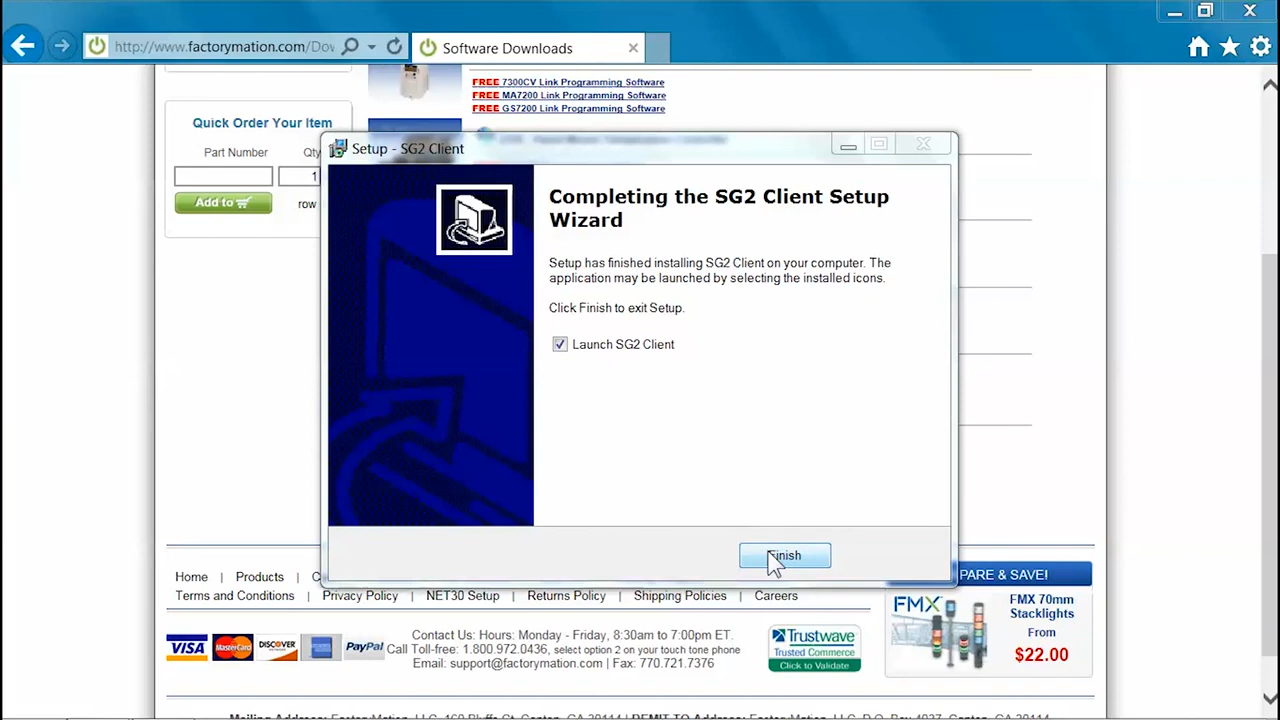 http://www.factorymation.com/Dov
Software Downloads
FREE 7300CV Link Programming Software
FREE MA7200 Link Programming Software
FREE GS7200 Link Programming Software
Quick Order Your Item
Part Number Qty
1
Add to
row
Setup - SG2 Client
Completing the SG2 Client Setup
Wizard
Setup has finished installing SG2 Client on your computer. The
application may be launched by selecting the installed icons.
Click Finish to exit Setup.
Launch SG2 Client
Finish
Home | Products | C
Terms and Conditions | Privacy Policy | NET30 Setup | Returns Policy | Shipping Policies | Careers
PARE & SAVE!
FMX
FMX 70mm
Stacklights
From
$22.00
VISA MasterCard DISCOVER PayPal
Contact Us: Hours: Monday - Friday, 8:30am to 7:00pm ET.
Call Toll-free: 1.800.972.0436, select option 2 on your touch tone phone
Email: support@factorymation.com | Fax: 770.721.7376
Trustwave
Trusted Commerce
Click to Validate